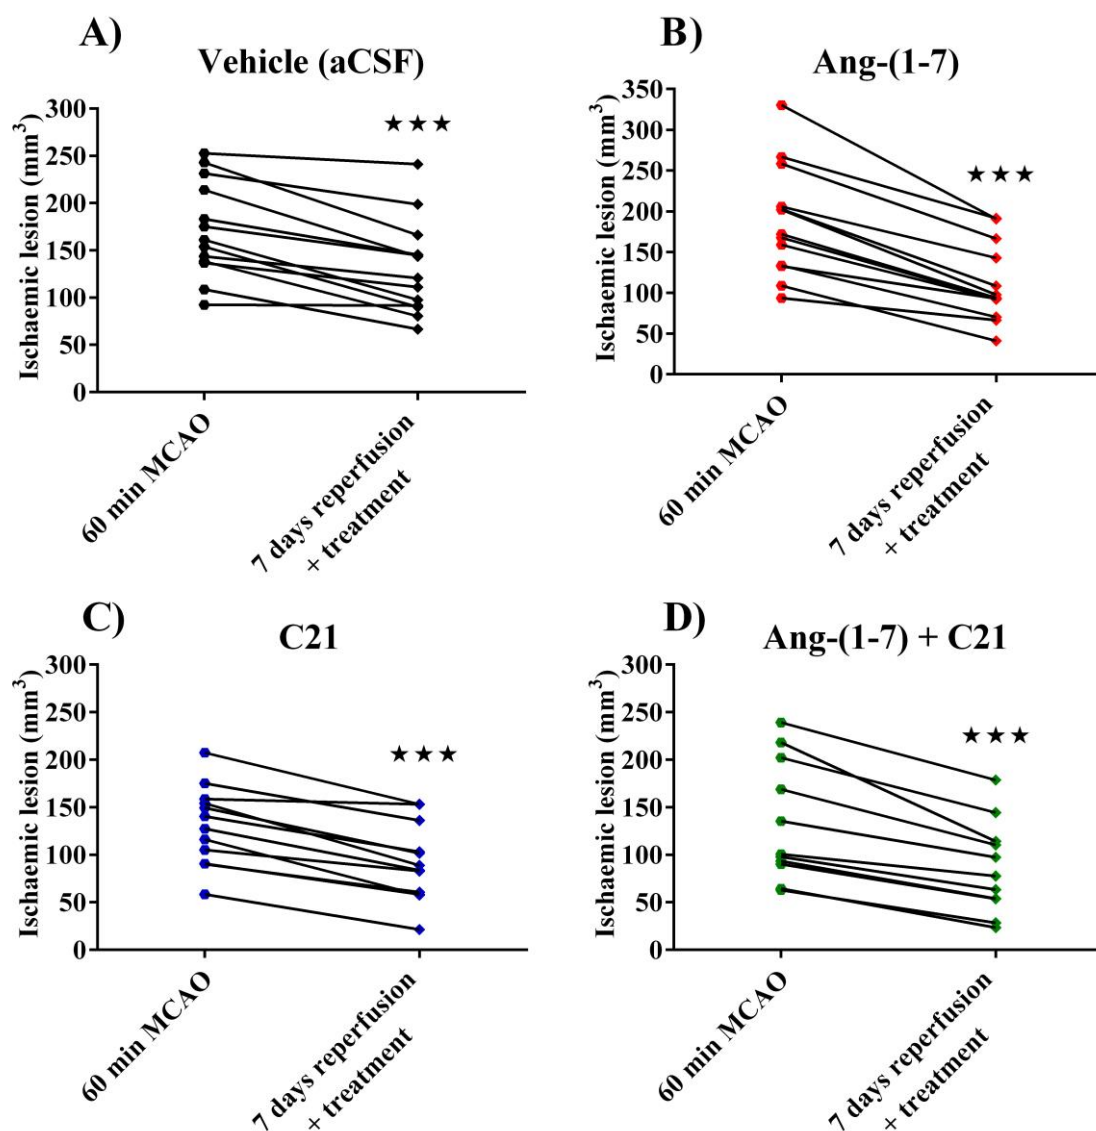 A)
Vehicle (aCSF)
Ischaemic lesion (mm³)
300
250
200
150
100
50
0
★★★
60 min MCAO
7 days reperfusion
+ treatment
B)
Ang-(1-7)
Ischaemic lesion (mm³)
350
300
250
200
150
100
50
0
★★★
60 min MCAO
7 days reperfusion
+ treatment
C)
C21
Ischaemic lesion (mm³)
300
250
200
150
100
50
0
★★★
60 min MCAO
7 days reperfusion
+ treatment
D)
Ang-(1-7) + C21
Ischaemic lesion (mm³)
300
250
200
150
100
50
0
★★★
60 min MCAO
7 days reperfusion
+ treatment